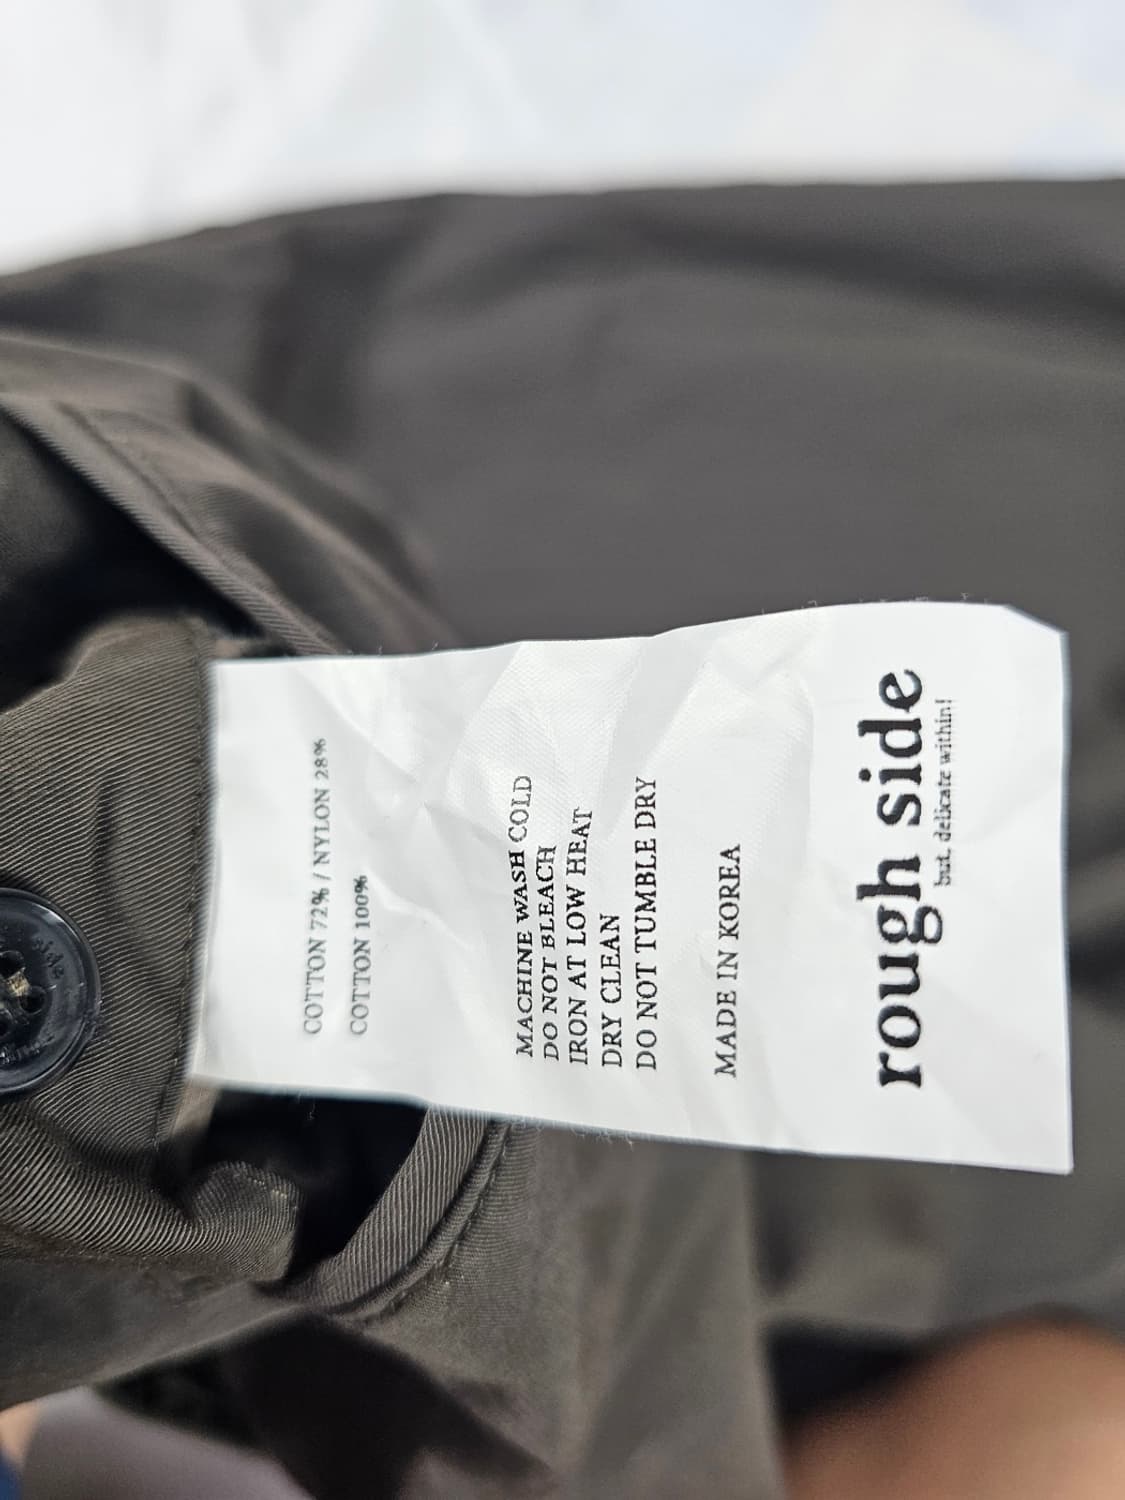 COTTON 72% / NYLON 28%
COTTON 100%
MACHINE WASH COLD
DO NOT BLEACH
IRON AT LOW HEAT
DRY CLEAN
DO NOT TUMBLE DRY
MADE IN KOREA
rough side
but, delicate within!
side